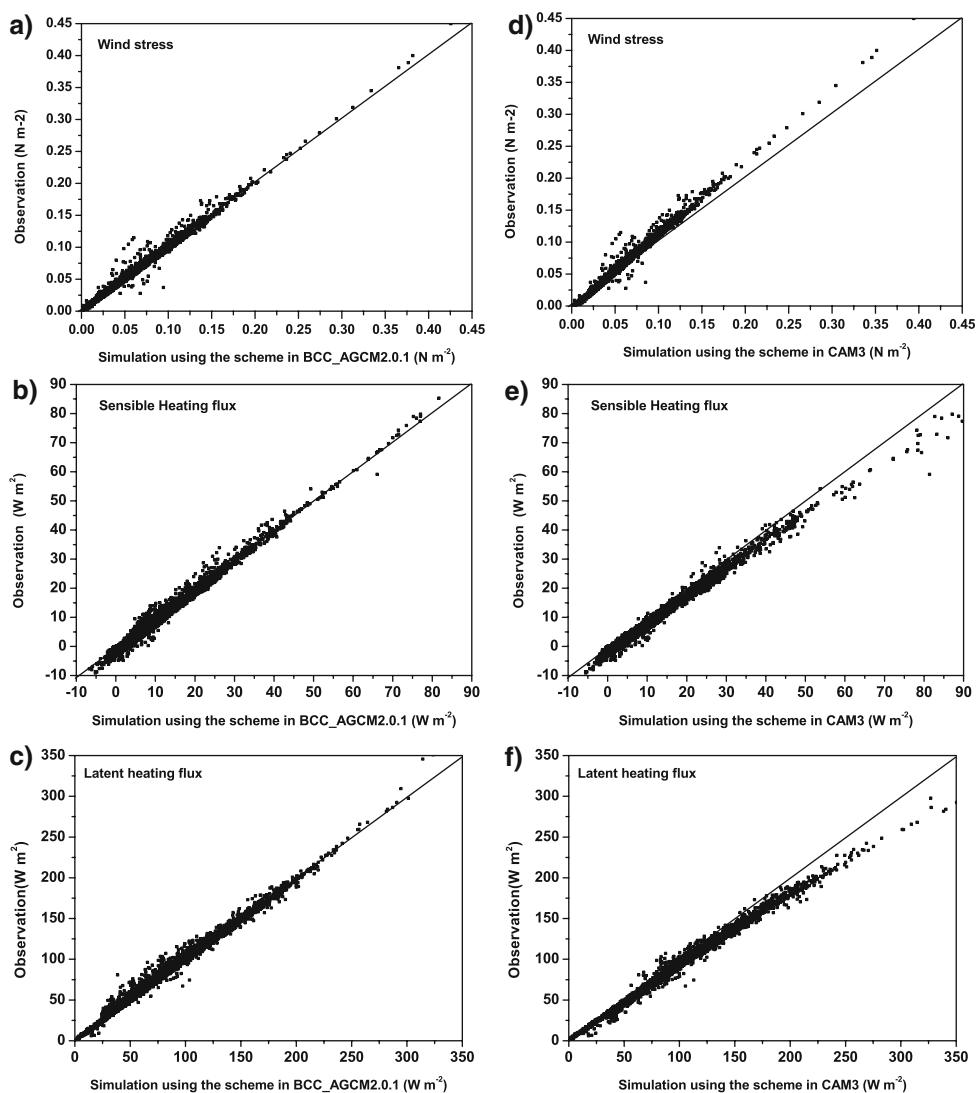 a)
Wind stress
0.45
0.40
0.35
0.30
0.25
0.20
0.15
0.10
0.05
0.00
Observation (N m-2)
0.00 0.05 0.10 0.15 0.20 0.25 0.30 0.35 0.40 0.45
Simulation using the scheme in BCC_AGCM2.0.1 (N m⁻²)
d)
Wind stress
0.45
0.40
0.35
0.30
0.25
0.20
0.15
0.10
0.05
0.00
Observation (N m-2)
0.00 0.05 0.10 0.15 0.20 0.25 0.30 0.35 0.40 0.45
Simulation using the scheme in CAM3 (N m⁻²)
b)
Sensible Heating flux
90
80
70
60
50
40
30
20
10
0
-10
Observation (W m²)
-10 0 10 20 30 40 50 60 70 80 90
Simulation using the scheme in BCC_AGCM2.0.1 (W m⁻²)
e)
Sensible Heating flux
90
80
70
60
50
40
30
20
10
0
-10
Observation (W m²)
-10 0 10 20 30 40 50 60 70 80 90
Simulation using the scheme in CAM3 (W m⁻²)
c)
Latent heating flux
350
300
250
200
150
100
50
0
Observation(W m²)
0 50 100 150 200 250 300 350
Simulation using the scheme in BCC_AGCM2.0.1 (W m⁻²)
f)
Latent heating flux
350
300
250
200
150
100
50
0
Observation(W m²)
0 50 100 150 200 250 300 350
Simulation using the scheme in CAM3 (W m⁻²)